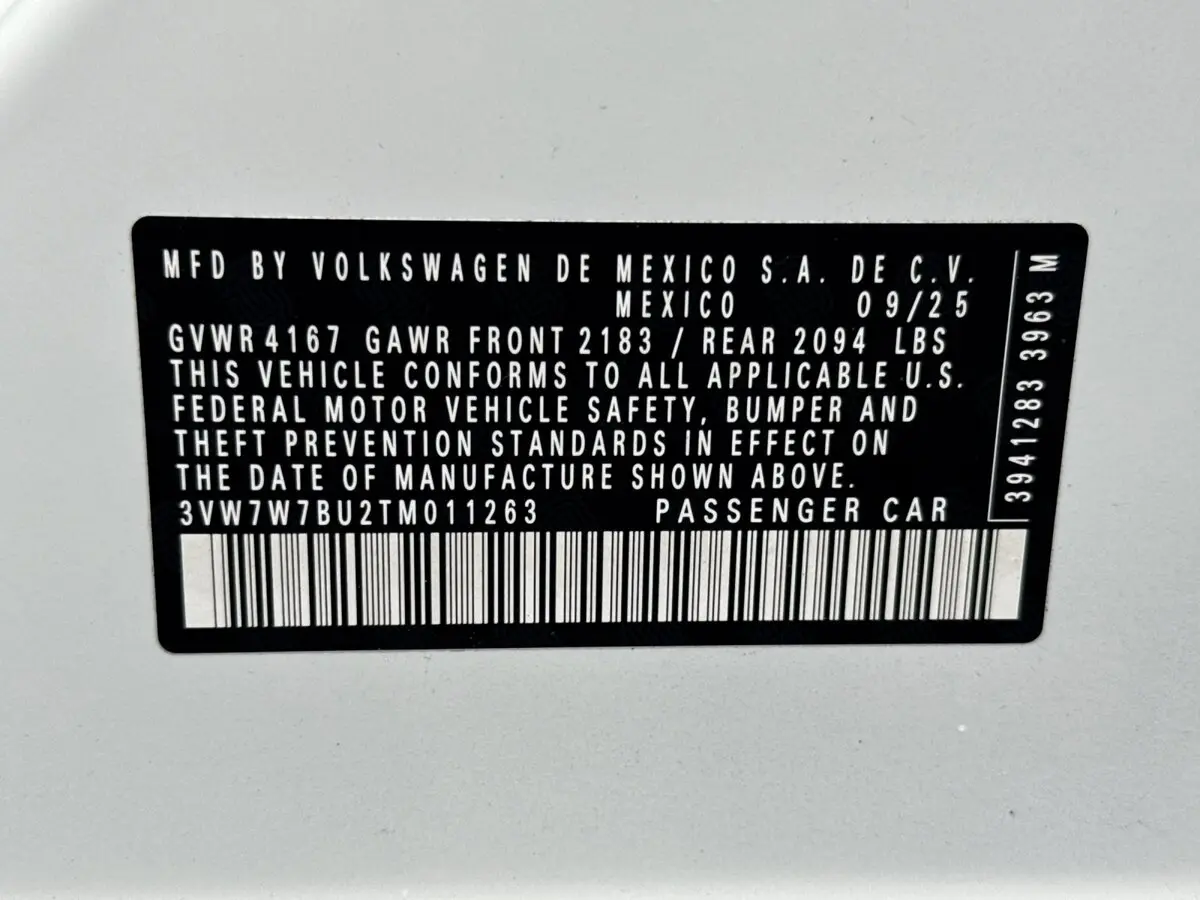 MFD BY VOLKSWAGEN DE MEXICO S.A. DE C.V.
MEXICO 09/25
GVWR 4167 GAWR FRONT 2183 / REAR 2094 LBS
THIS VEHICLE CONFORMS TO ALL APPLICABLE U.S.
FEDERAL MOTOR VEHICLE SAFETY, BUMPER AND
THEFT PREVENTION STANDARDS IN EFFECT ON
THE DATE OF MANUFACTURE SHOWN ABOVE.
3VW7W7BU2TM011263 PASSENGER CAR
3941283 3963 M